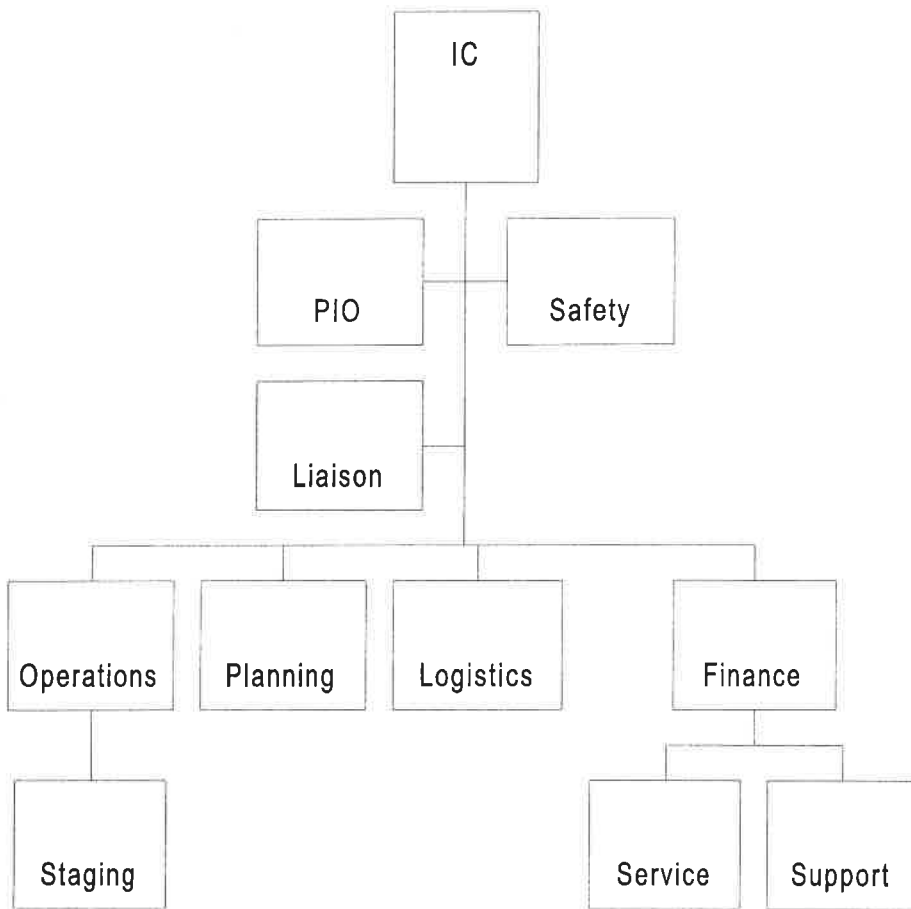 IC
PIO
Safety
Liaison
Operations
Planning
Logistics
Finance
Staging
Service
Support